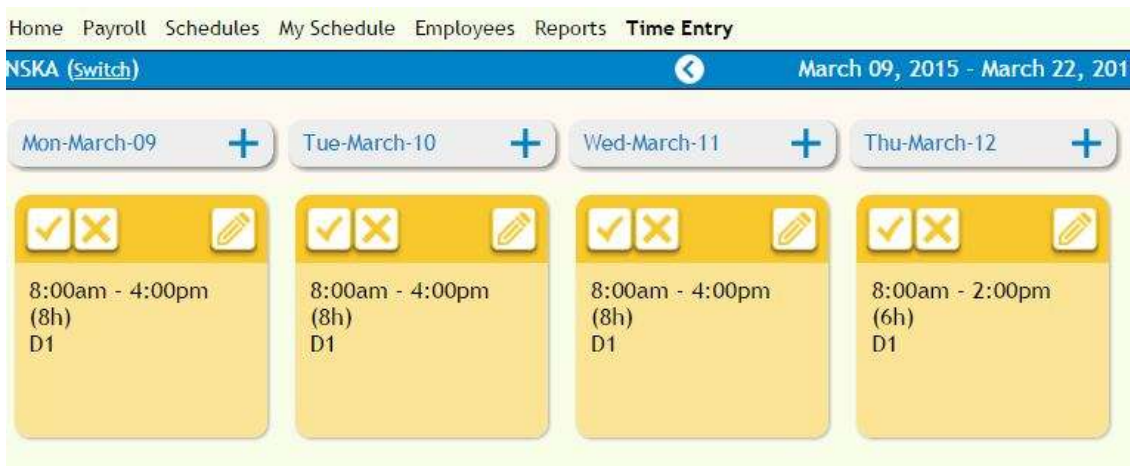 Home Payroll Schedules My Schedule Employees Reports Time Entry
NSKA (Switch) March 09, 2015 - March 22, 201
Mon-March-09 Tue-March-10 Wed-March-11 Thu-March-12
8:00am - 4:00pm
(8h)
D1
8:00am - 4:00pm
(8h)
D1
8:00am - 4:00pm
(8h)
D1
8:00am - 2:00pm
(6h)
D1